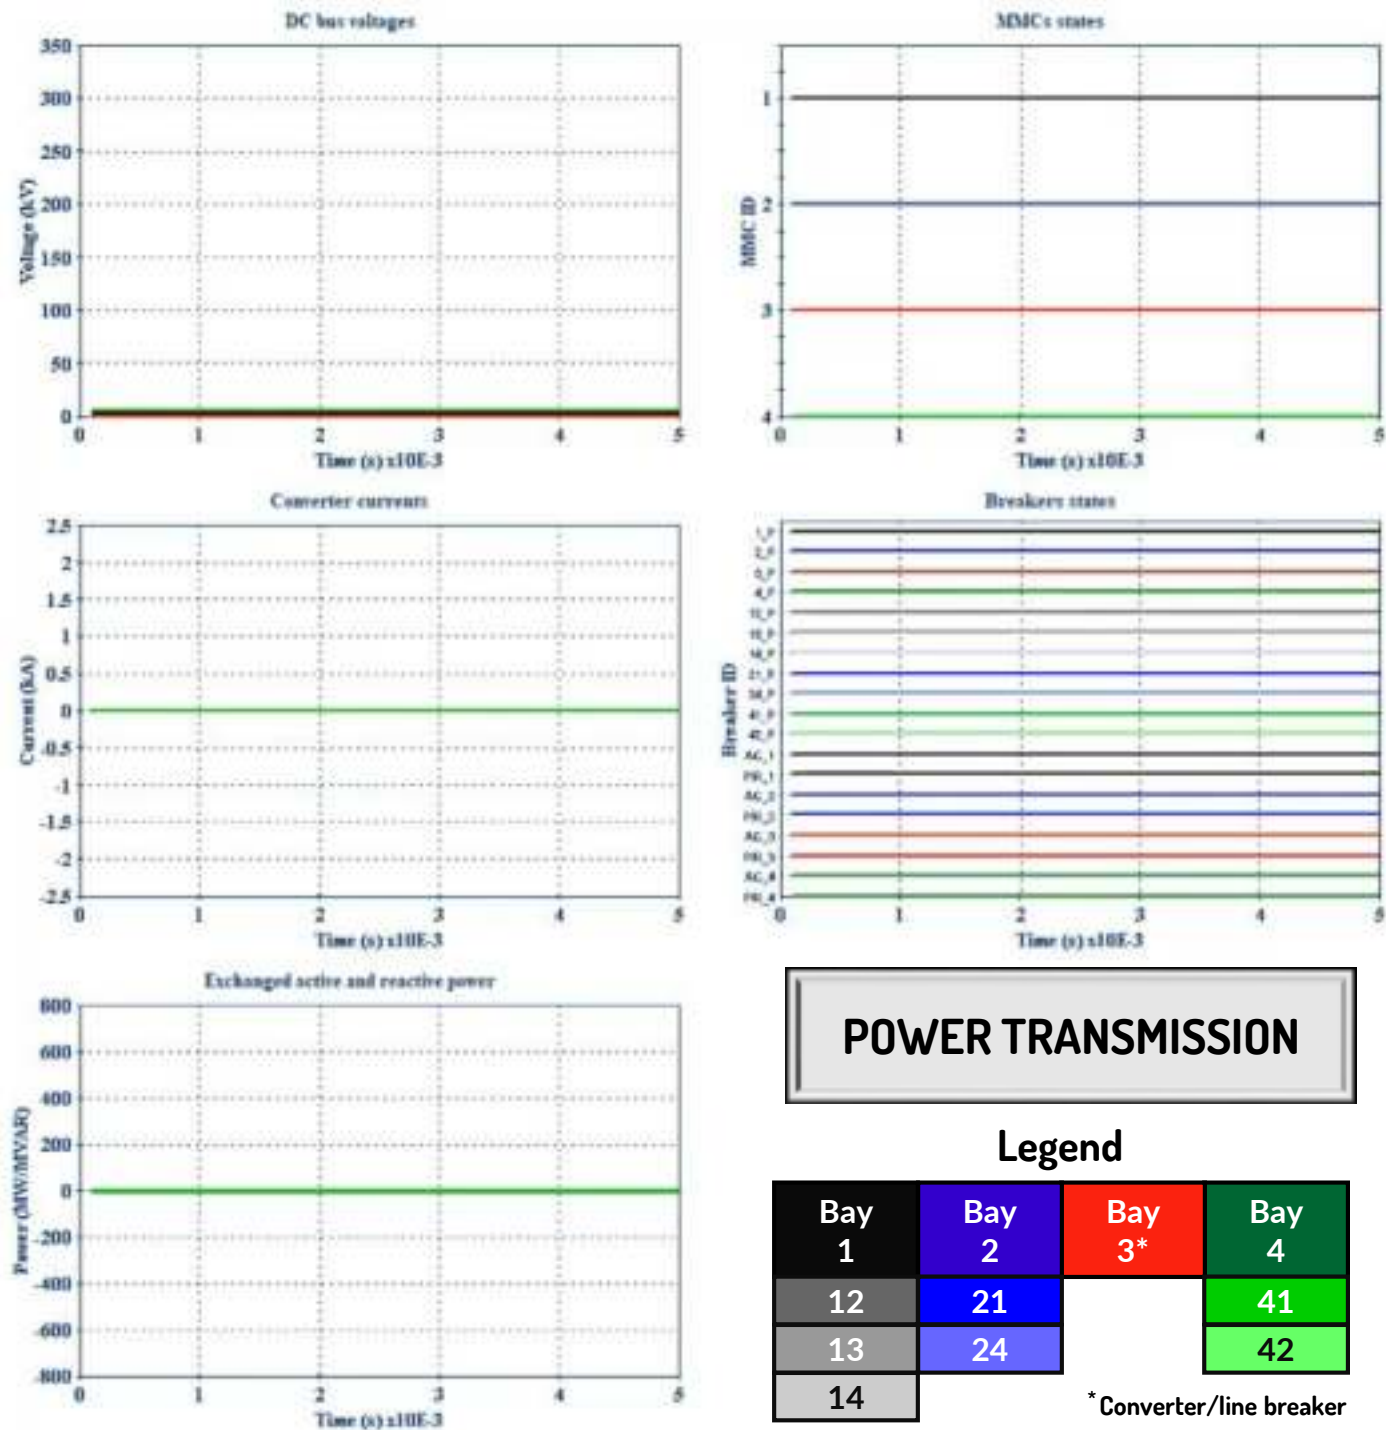 DC bus voltages
350
300
250
200
150
100
50
0
Voltage (kV)
0 1 2 3 4 5
Time (s) x10E-3
MMCs states
1
2
3
4
MMC ID
0 1 2 3 4 5
Time (s) x10E-3
Converter currents
2.5
2
1.5
1
0.5
0
-0.5
-1
-1.5
-2
-2.5
Current (kA)
0 1 2 3 4 5
Time (s) x10E-3
Breakers states
21_P
AG_1
AG_2
AG_3
AG_4
Breaker ID
0 1 2 3 4 5
Time (s) x10E-3
Exchanged active and reactive power
800
600
400
200
0
-200
-400
-600
-800
Power (MW/MVAR)
0 1 2 3 4 5
Time (s) x10E-3
POWER TRANSMISSION
Legend
Bay 1
Bay 2
Bay 3*
Bay 4
12 21 41
13 24 42
14
*Converter/line breaker